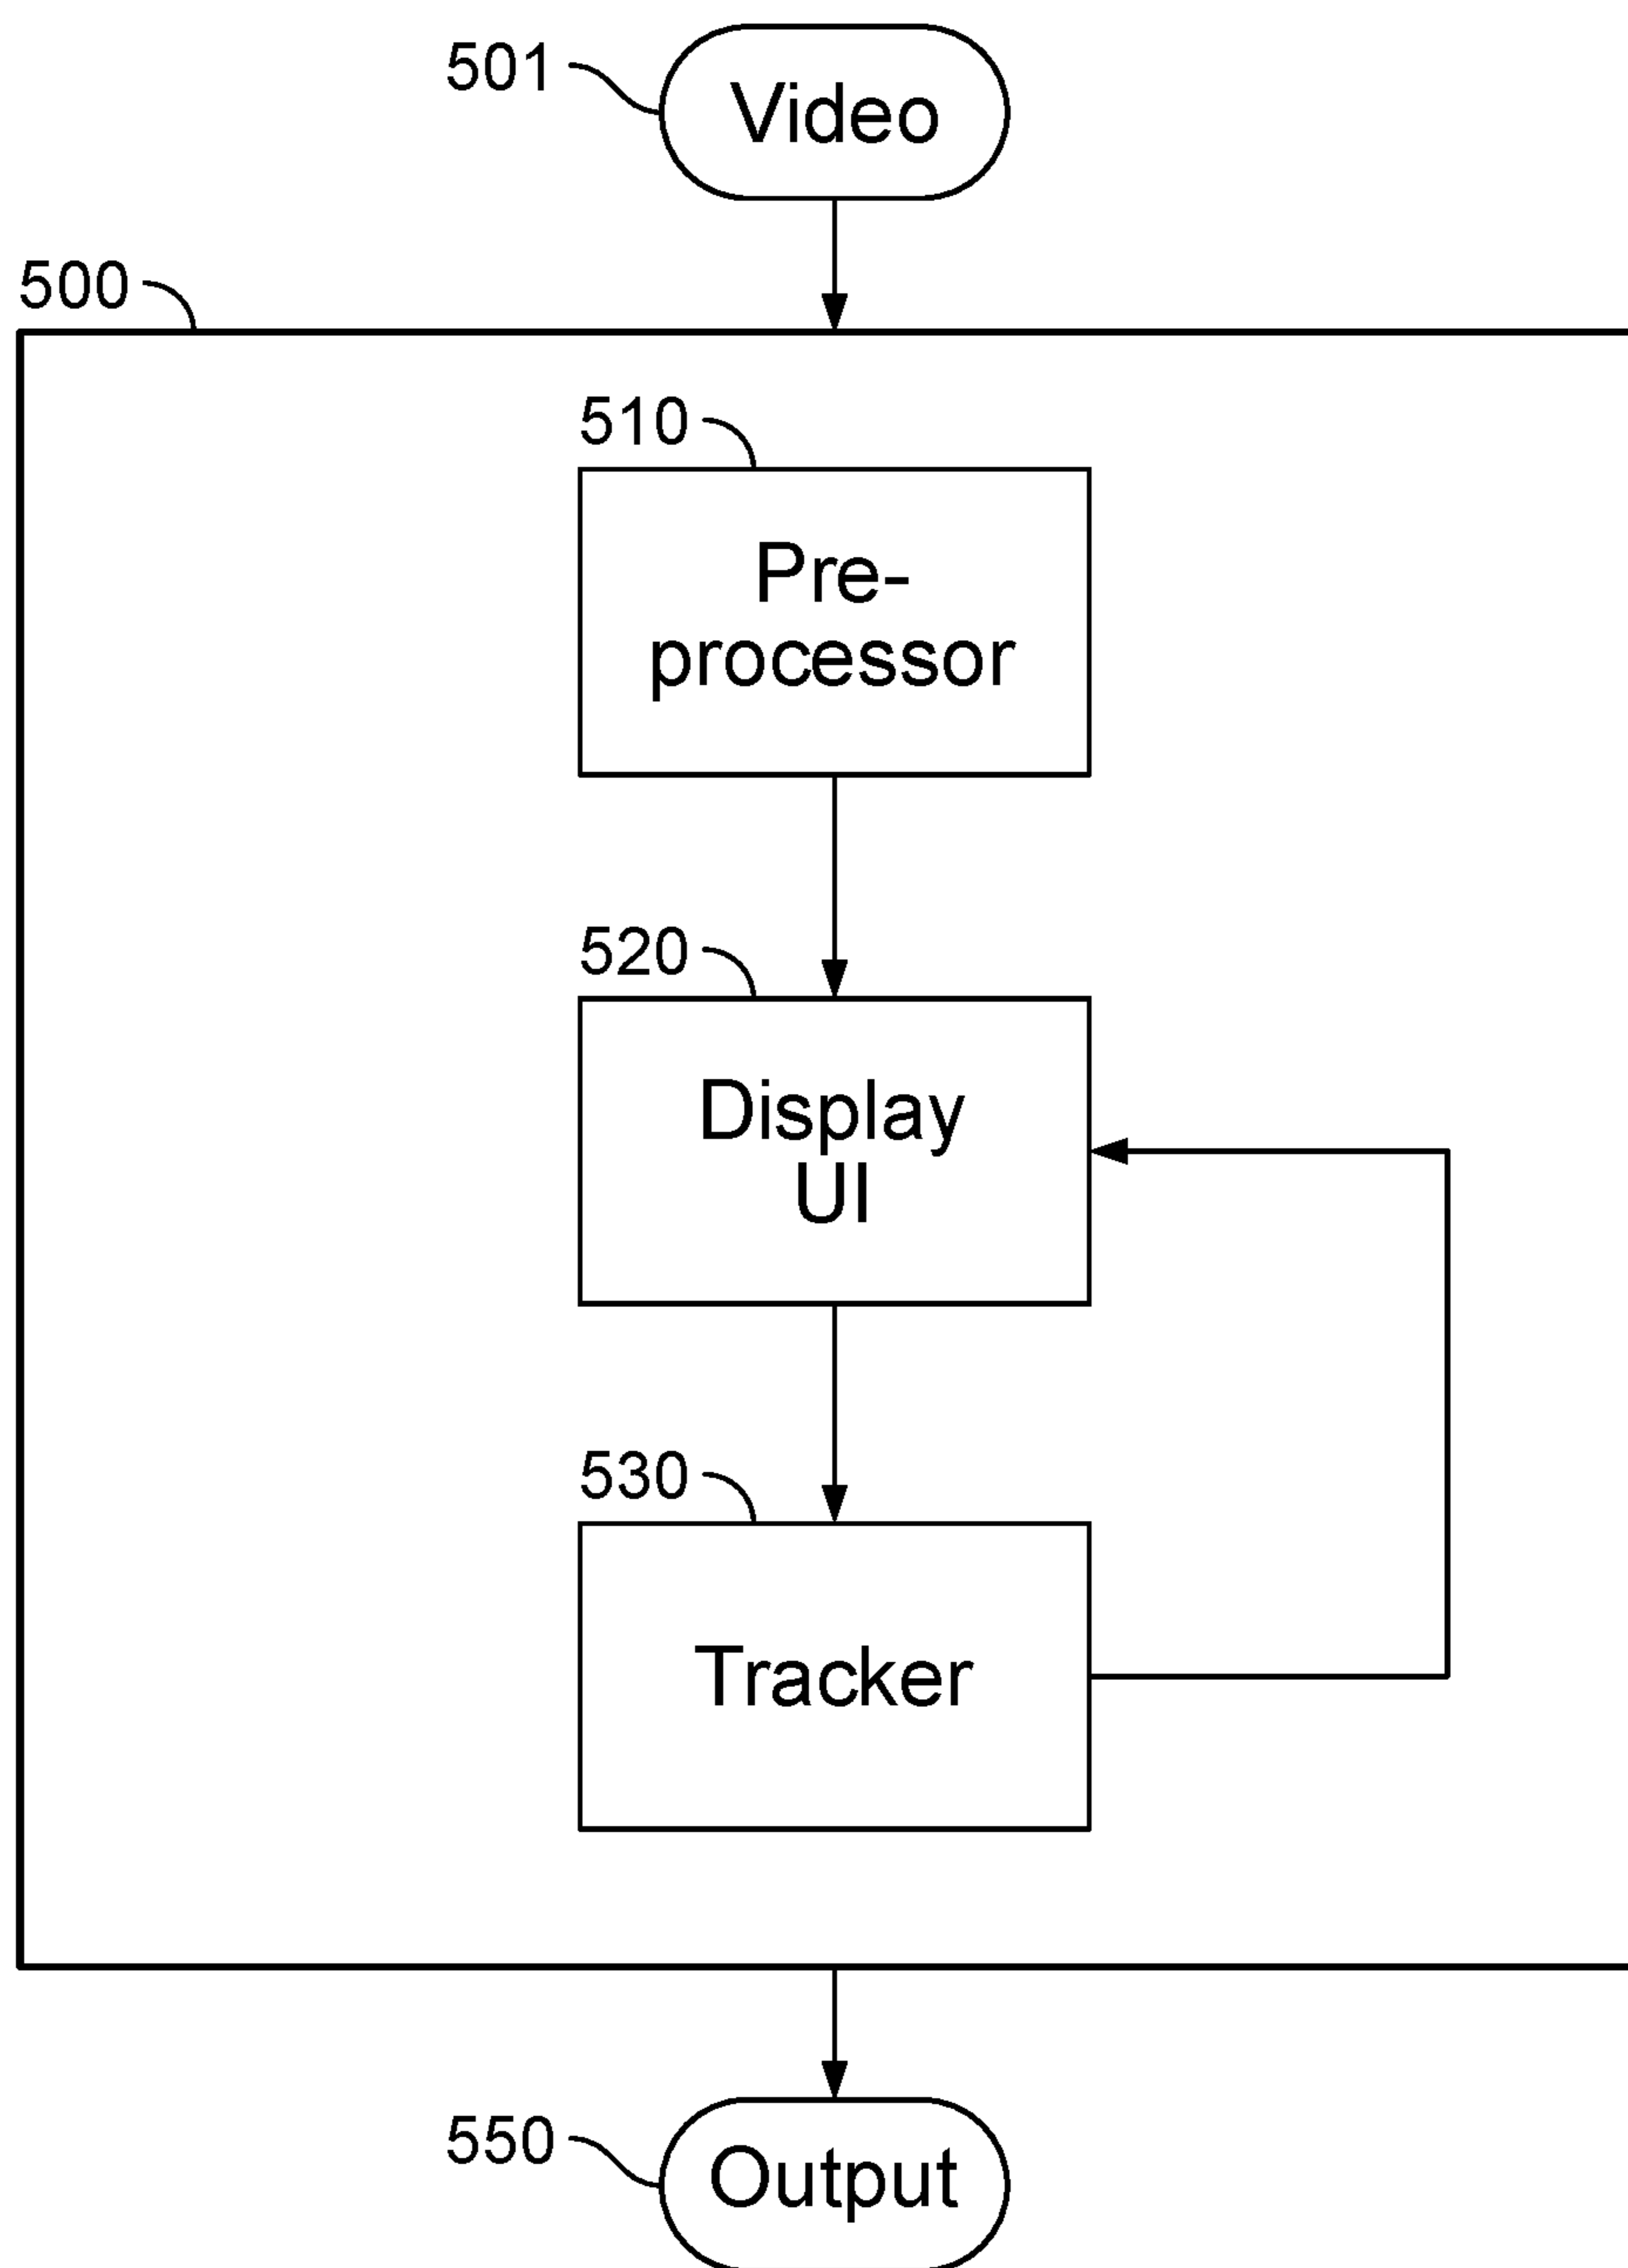 501
Video
500
510
Pre-
processor
520
Display
UI
530
Tracker
550
Output